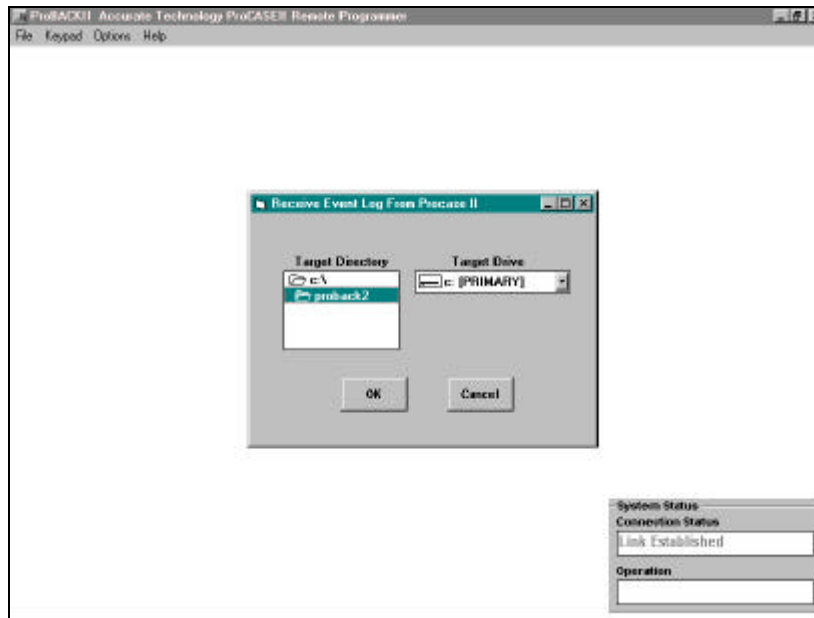 ProBACKII Accurate Technology ProCASEII Remote Programmer
File Keypad Options Help
Receive Event Log From Procase II
Target Directory
Target Drive
c:\
c: [PRIMARY]
proback2
OK
Cancel
System Status
Connection Status
Link Established
Operation